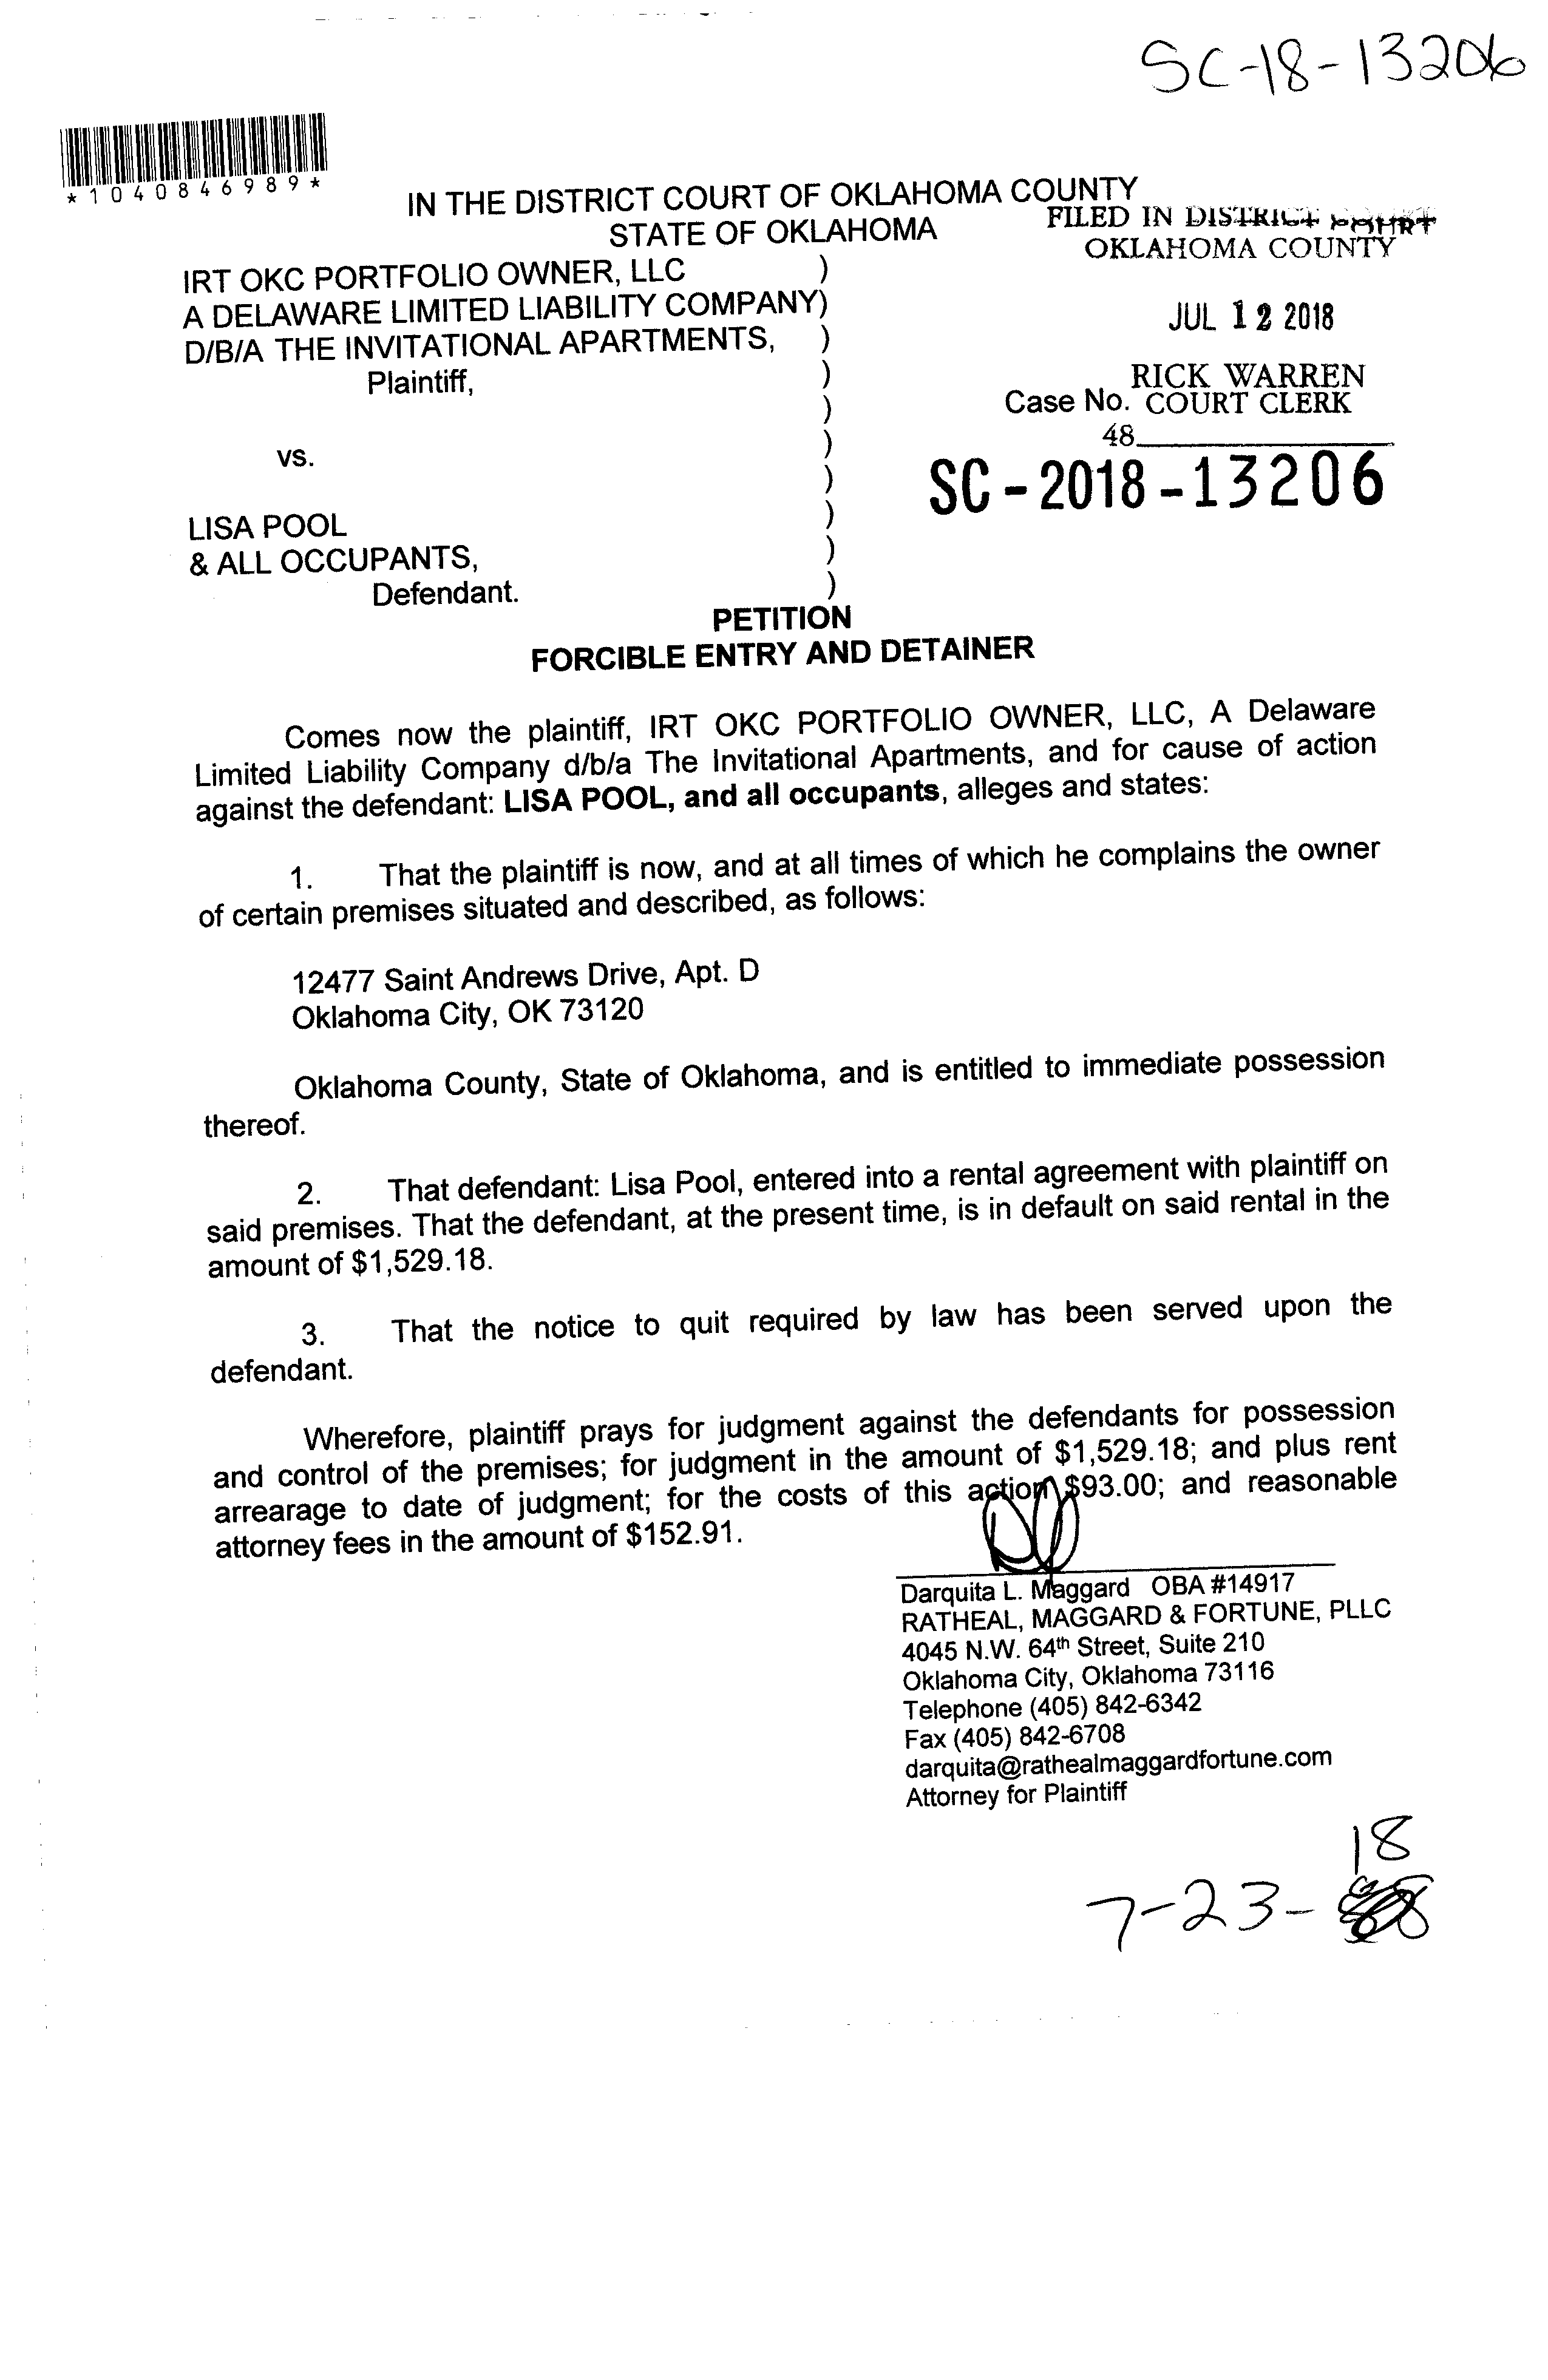 SC-18-13206
*1040846989*
IN THE DISTRICT COURT OF OKLAHOMA COUNTY
STATE OF OKLAHOMA
FILED IN DISTRICT COURT
OKLAHOMA COUNTY
IRT OKC PORTFOLIO OWNER, LLC )
A DELAWARE LIMITED LIABILITY COMPANY)
D/B/A THE INVITATIONAL APARTMENTS, )
Plaintiff, )
)
JUL 12 2018
RICK WARREN
Case No. COURT CLERK
48
vs. )
)
SC-2018-13206
LISA POOL )
& ALL OCCUPANTS, )
Defendant. )
PETITION
FORCIBLE ENTRY AND DETAINER
Comes now the plaintiff, IRT OKC PORTFOLIO OWNER, LLC, A Delaware
Limited Liability Company d/b/a The Invitational Apartments, and for cause of action
against the defendant: LISA POOL, and all occupants, alleges and states:
1. That the plaintiff is now, and at all times of which he complains the owner
of certain premises situated and described, as follows:
12477 Saint Andrews Drive, Apt. D
Oklahoma City, OK 73120
Oklahoma County, State of Oklahoma, and is entitled to immediate possession
thereof.
2. That defendant: Lisa Pool, entered into a rental agreement with plaintiff on
said premises. That the defendant, at the present time, is in default on said rental in the
amount of $1,529.18.
3. That the notice to quit required by law has been served upon the
defendant.
Wherefore, plaintiff prays for judgment against the defendants for possession
and control of the premises; for judgment in the amount of $1,529.18; and plus rent
arrearage to date of judgment; for the costs of this action $93.00; and reasonable
attorney fees in the amount of $152.91.
Darquita L. Maggard OBA #14917
RATHEAL, MAGGARD & FORTUNE, PLLC
4045 N.W. 64th Street, Suite 210
Oklahoma City, Oklahoma 73116
Telephone (405) 842-6342
Fax (405) 842-6708
darquita@rathealmaggardfortune.com
Attorney for Plaintiff
7-23-18